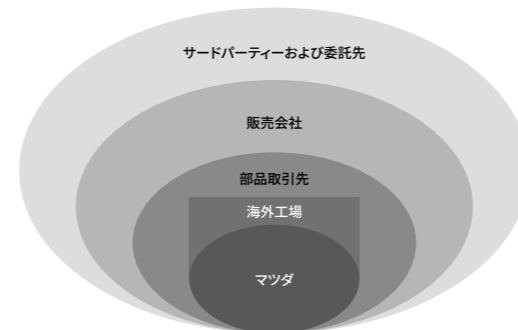 サードパーティーおよび委託先
販売会社
部品取引先
海外工場
マツダ